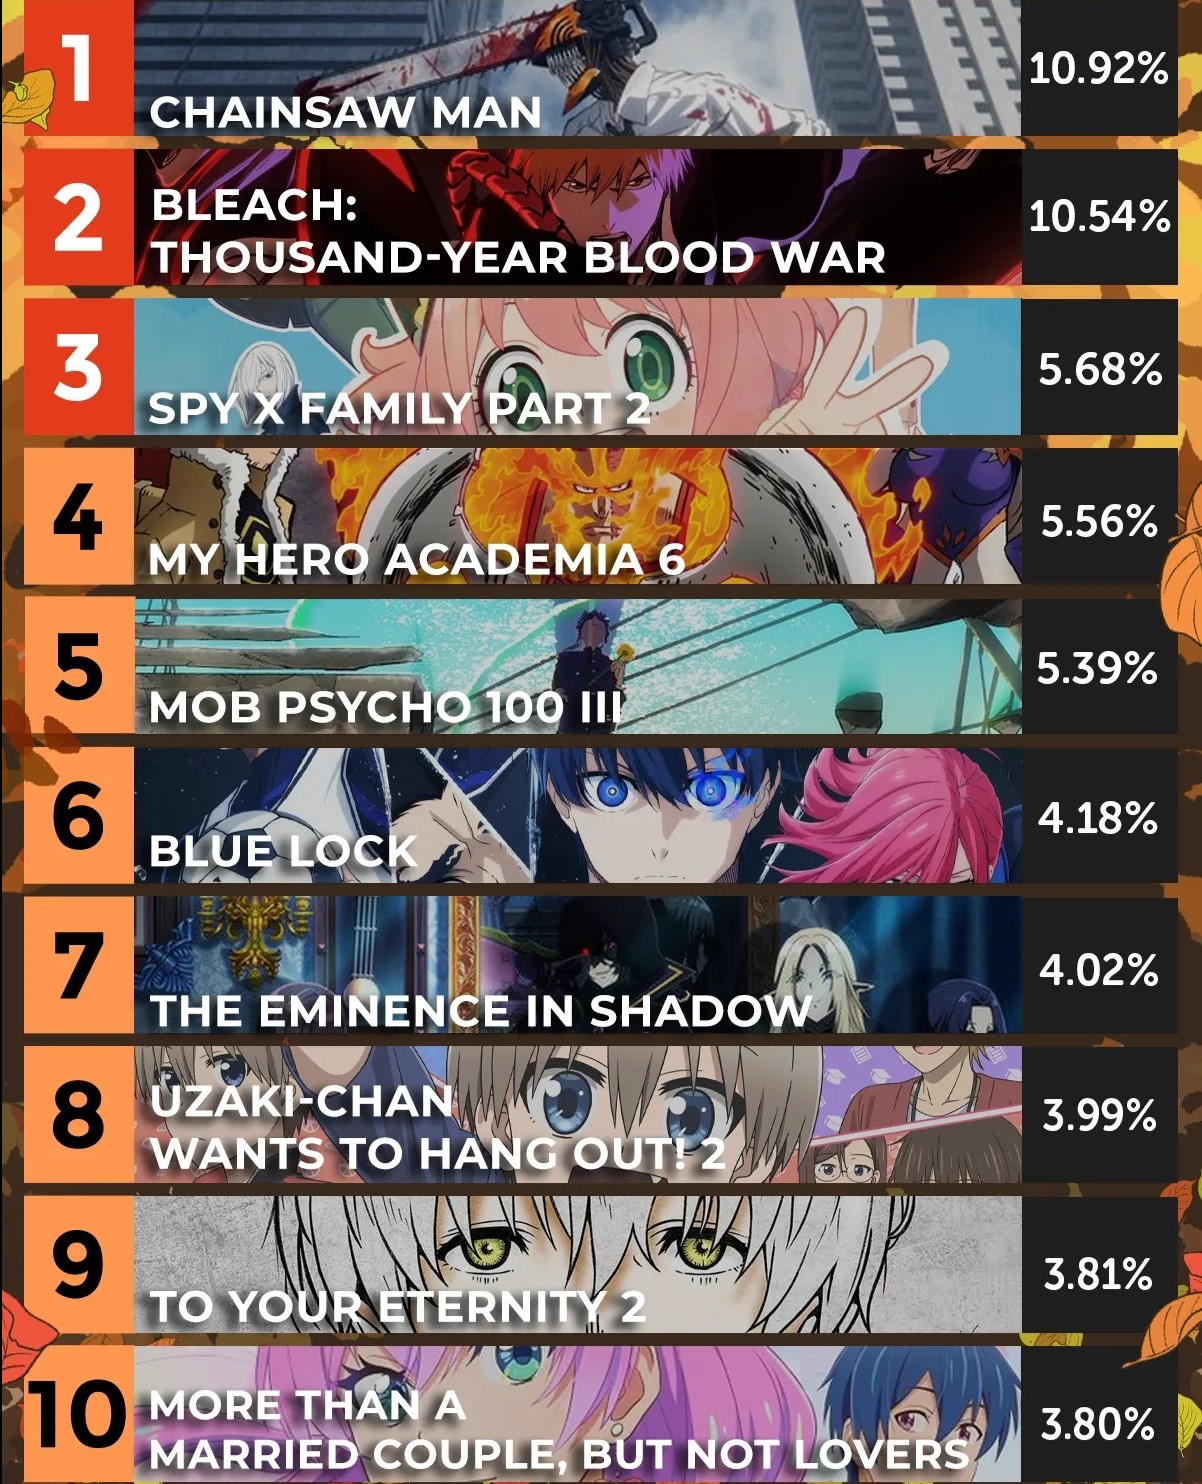 1
CHAINSAW MAN
10.92%
2
BLEACH:
THOUSAND-YEAR BLOOD WAR
10.54%
3
SPY X FAMILY PART 2
5.68%
4
MY HERO ACADEMIA 6
5.56%
5
MOB PSYCHO 100 III
5.39%
6
BLUE LOCK
4.18%
7
THE EMINENCE IN SHADOW
4.02%
8
UZAKI-CHAN
WANTS TO HANG OUT! 2
3.99%
9
TO YOUR ETERNITY 2
3.81%
10
MORE THAN A
MARRIED COUPLE, BUT NOT LOVERS
3.80%